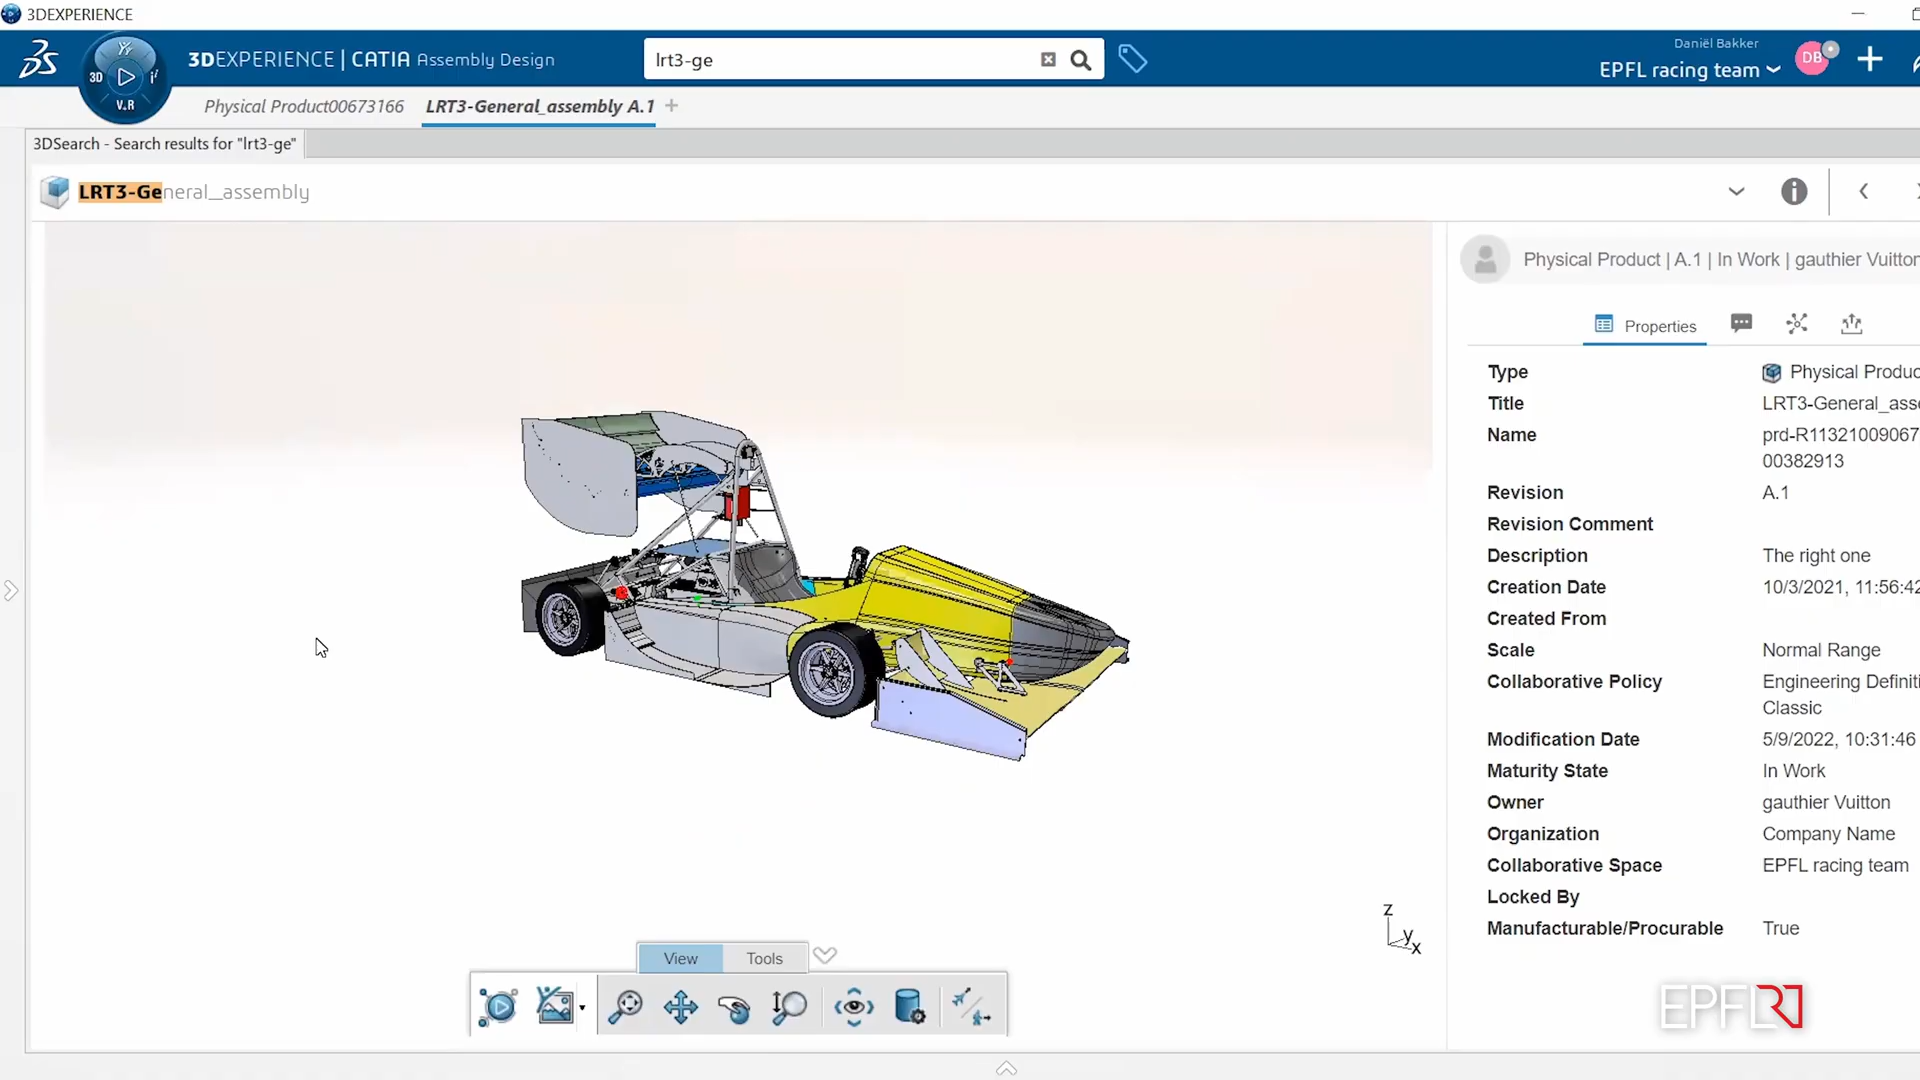 3DEXPERIENCE
3DEXPERIENCE | CATIA Assembly Design
lrt3-ge
Daniël Bakker
EPFL racing team
DB
3D
V.R
Physical Product00673166
LRT3-General_assembly A.1
3DSearch - Search results for "lrt3-ge"
LRT3-General_assembly
Physical Product | A.1 | In Work | gauthier Vuitton
Properties
Type Physical Produc
Title LRT3-General_ass
Name prd-R11321009067
00382913
Revision A.1
Revision Comment
Description The right one
Creation Date 10/3/2021, 11:56:42
Created From
Scale Normal Range
Collaborative Policy Engineering Definiti
Classic
Modification Date 5/9/2022, 10:31:46
Maturity State In Work
Owner gauthier Vuitton
Organization Company Name
Collaborative Space EPFL racing team
Locked By
Manufacturable/Procurable True
z
y
x
View Tools
EPFL